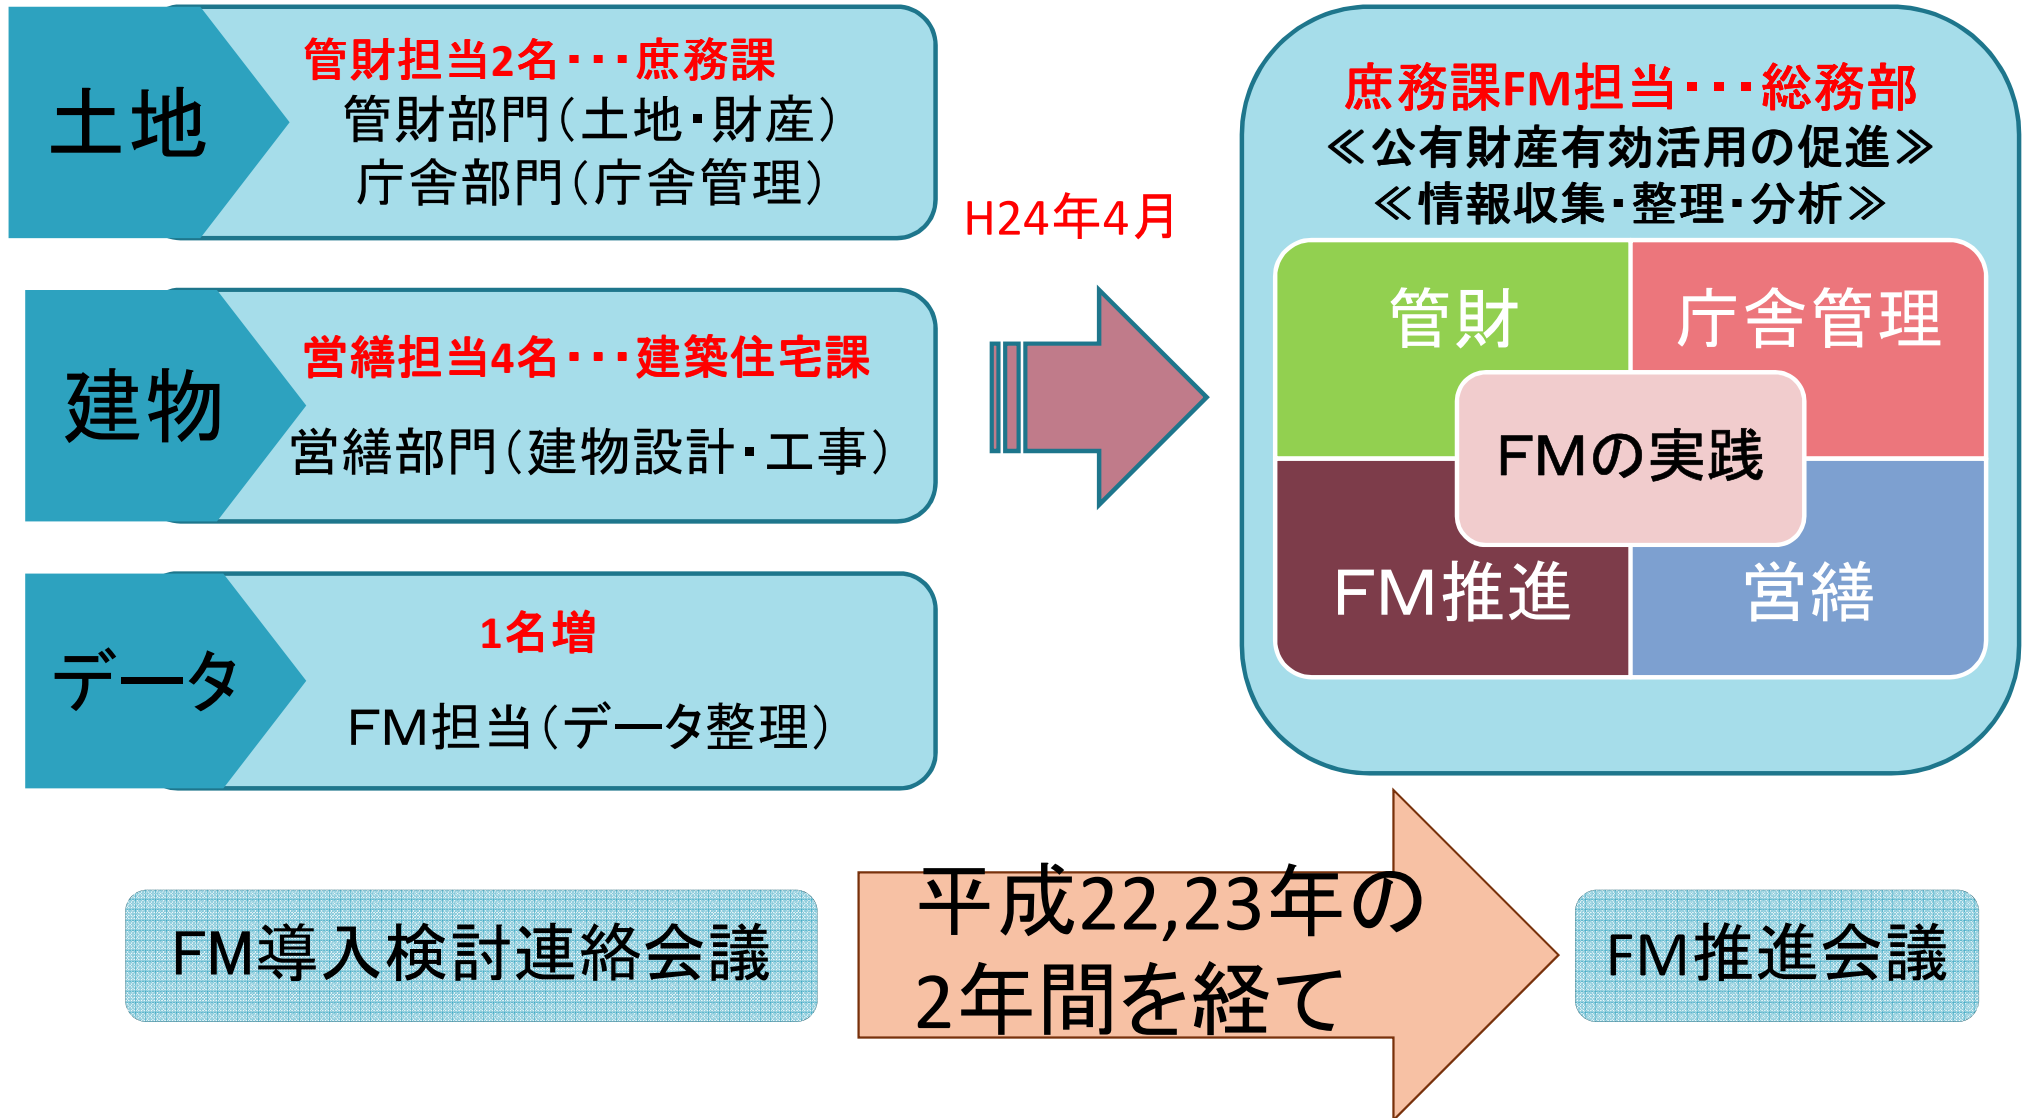 土地
管財担当2名・・・庶務課
管財部門（土地・財産）
庁舎部門（庁舎管理）
建物
営繕担当4名・・・建築住宅課
営繕部門（建物設計・工事）
データ
1名増
ＦＭ担当（データ整理）
H24年4月
庶務課FM担当・・・総務部
≪公有財産有効活用の促進≫
≪情報収集・整理・分析≫
管財
庁舎管理
ＦＭの実践
ＦＭ推進
営繕
FM導入検討連絡会議
平成22,23年の
2年間を経て
FM推進会議